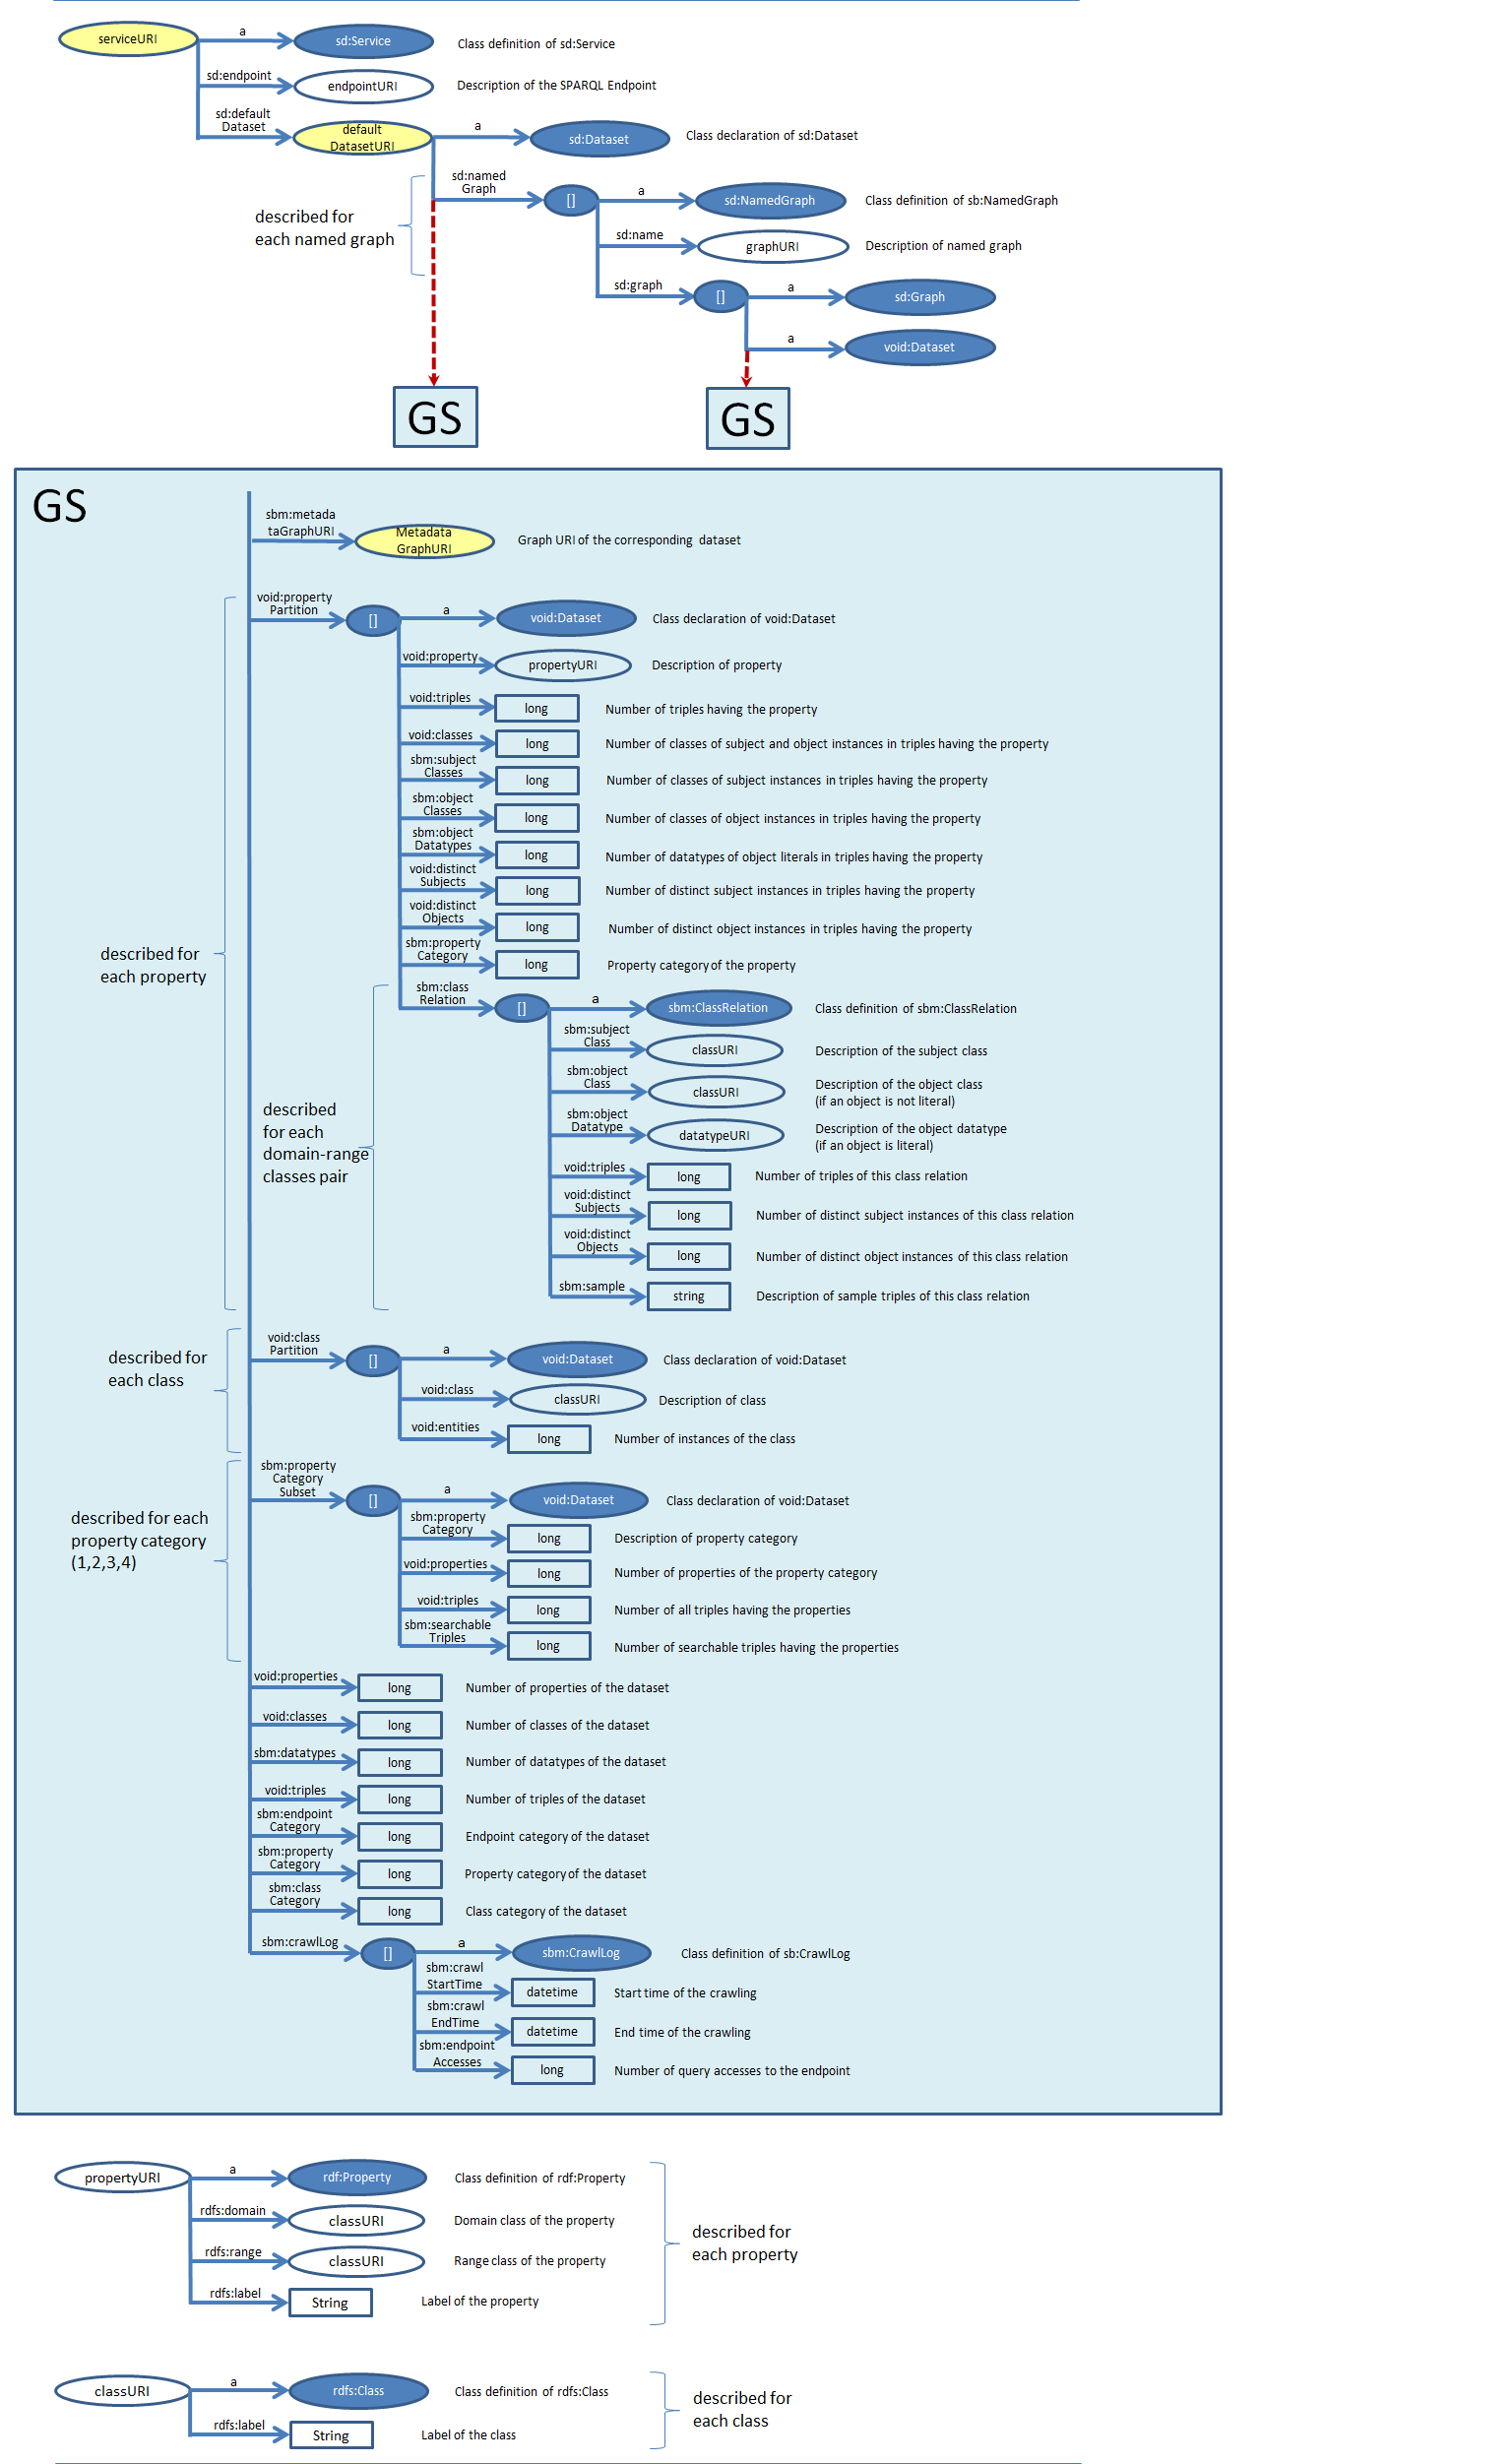 serviceURI
a
sd:Service
Class definition of sd:Service
sd:endpoint
endpointURI
Description of the SPARQL Endpoint
sd:default
Dataset
default
DatasetURI
a
sd:Dataset
Class declaration of sd:Dataset
described for
each named graph
sd:named
Graph
[]
a
sd:NamedGraph
Class definition of sb:NamedGraph
sd:name
graphURI
Description of named graph
sd:graph
[]
a
sd:Graph
a
void:Dataset
GS
GS
GS
sbm:metada
taGraphURI
Metadata
GraphURI
Graph URI of the corresponding dataset
described for
each property
void:property
Partition
[]
a
void:Dataset
Class declaration of void:Dataset
void:property
propertyURI
Description of property
void:triples
long
Number of triples having the property
void:classes
long
Number of classes of subject and object instances in triples having the property
sbm:subject
Classes
long
Number of classes of subject instances in triples having the property
sbm:object
Classes
long
Number of classes of object instances in triples having the property
sbm:object
Datatypes
long
Number of datatypes of object literals in triples having the property
void:distinct
Subjects
long
Number of distinct subject instances in triples having the property
void:distinct
Objects
long
Number of distinct object instances in triples having the property
sbm:property
Category
long
Property category of the property
described
for each
domain-range
classes pair
sbm:class
Relation
[]
a
sbm:ClassRelation
Class definition of sbm:ClassRelation
sbm:subject
Class
classURI
Description of the subject class
sbm:object
Class
classURI
Description of the object class
(if an object is not literal)
sbm:object
Datatype
datatypeURI
Description of the object datatype
(if an object is literal)
void:triples
long
Number of triples of this class relation
void:distinct
Subjects
long
Number of distinct subject instances of this class relation
void:distinct
Objects
long
Number of distinct object instances of this class relation
sbm:sample
string
Description of sample triples of this class relation
described for
each class
void:class
Partition
[]
a
void:Dataset
Class declaration of void:Dataset
void:class
classURI
Description of class
void:entities
long
Number of instances of the class
described for each
property category
(1,2,3,4)
sbm:property
Category
Subset
[]
a
void:Dataset
Class declaration of void:Dataset
sbm:property
Category
long
Description of property category
void:properties
long
Number of properties of the property category
void:triples
long
Number of all triples having the properties
sbm:searchable
Triples
long
Number of searchable triples having the properties
void:properties
long
Number of properties of the dataset
void:classes
long
Number of classes of the dataset
sbm:datatypes
long
Number of datatypes of the dataset
void:triples
long
Number of triples of the dataset
sbm:endpoint
Category
long
Endpoint category of the dataset
sbm:property
Category
long
Property category of the dataset
sbm:class
Category
long
Class category of the dataset
sbm:crawlLog
[]
a
sbm:CrawlLog
Class definition of sb:CrawlLog
sbm:crawl
StartTime
datetime
Start time of the crawling
sbm:crawl
EndTime
datetime
End time of the crawling
sbm:endpoint
Accesses
long
Number of query accesses to the endpoint
propertyURI
a
rdf:Property
Class definition of rdf:Property
rdfs:domain
classURI
Domain class of the property
rdfs:range
classURI
Range class of the property
rdfs:label
String
Label of the property
described for
each property
classURI
a
rdfs:Class
Class definition of rdfs:Class
rdfs:label
String
Label of the class
described for
each class